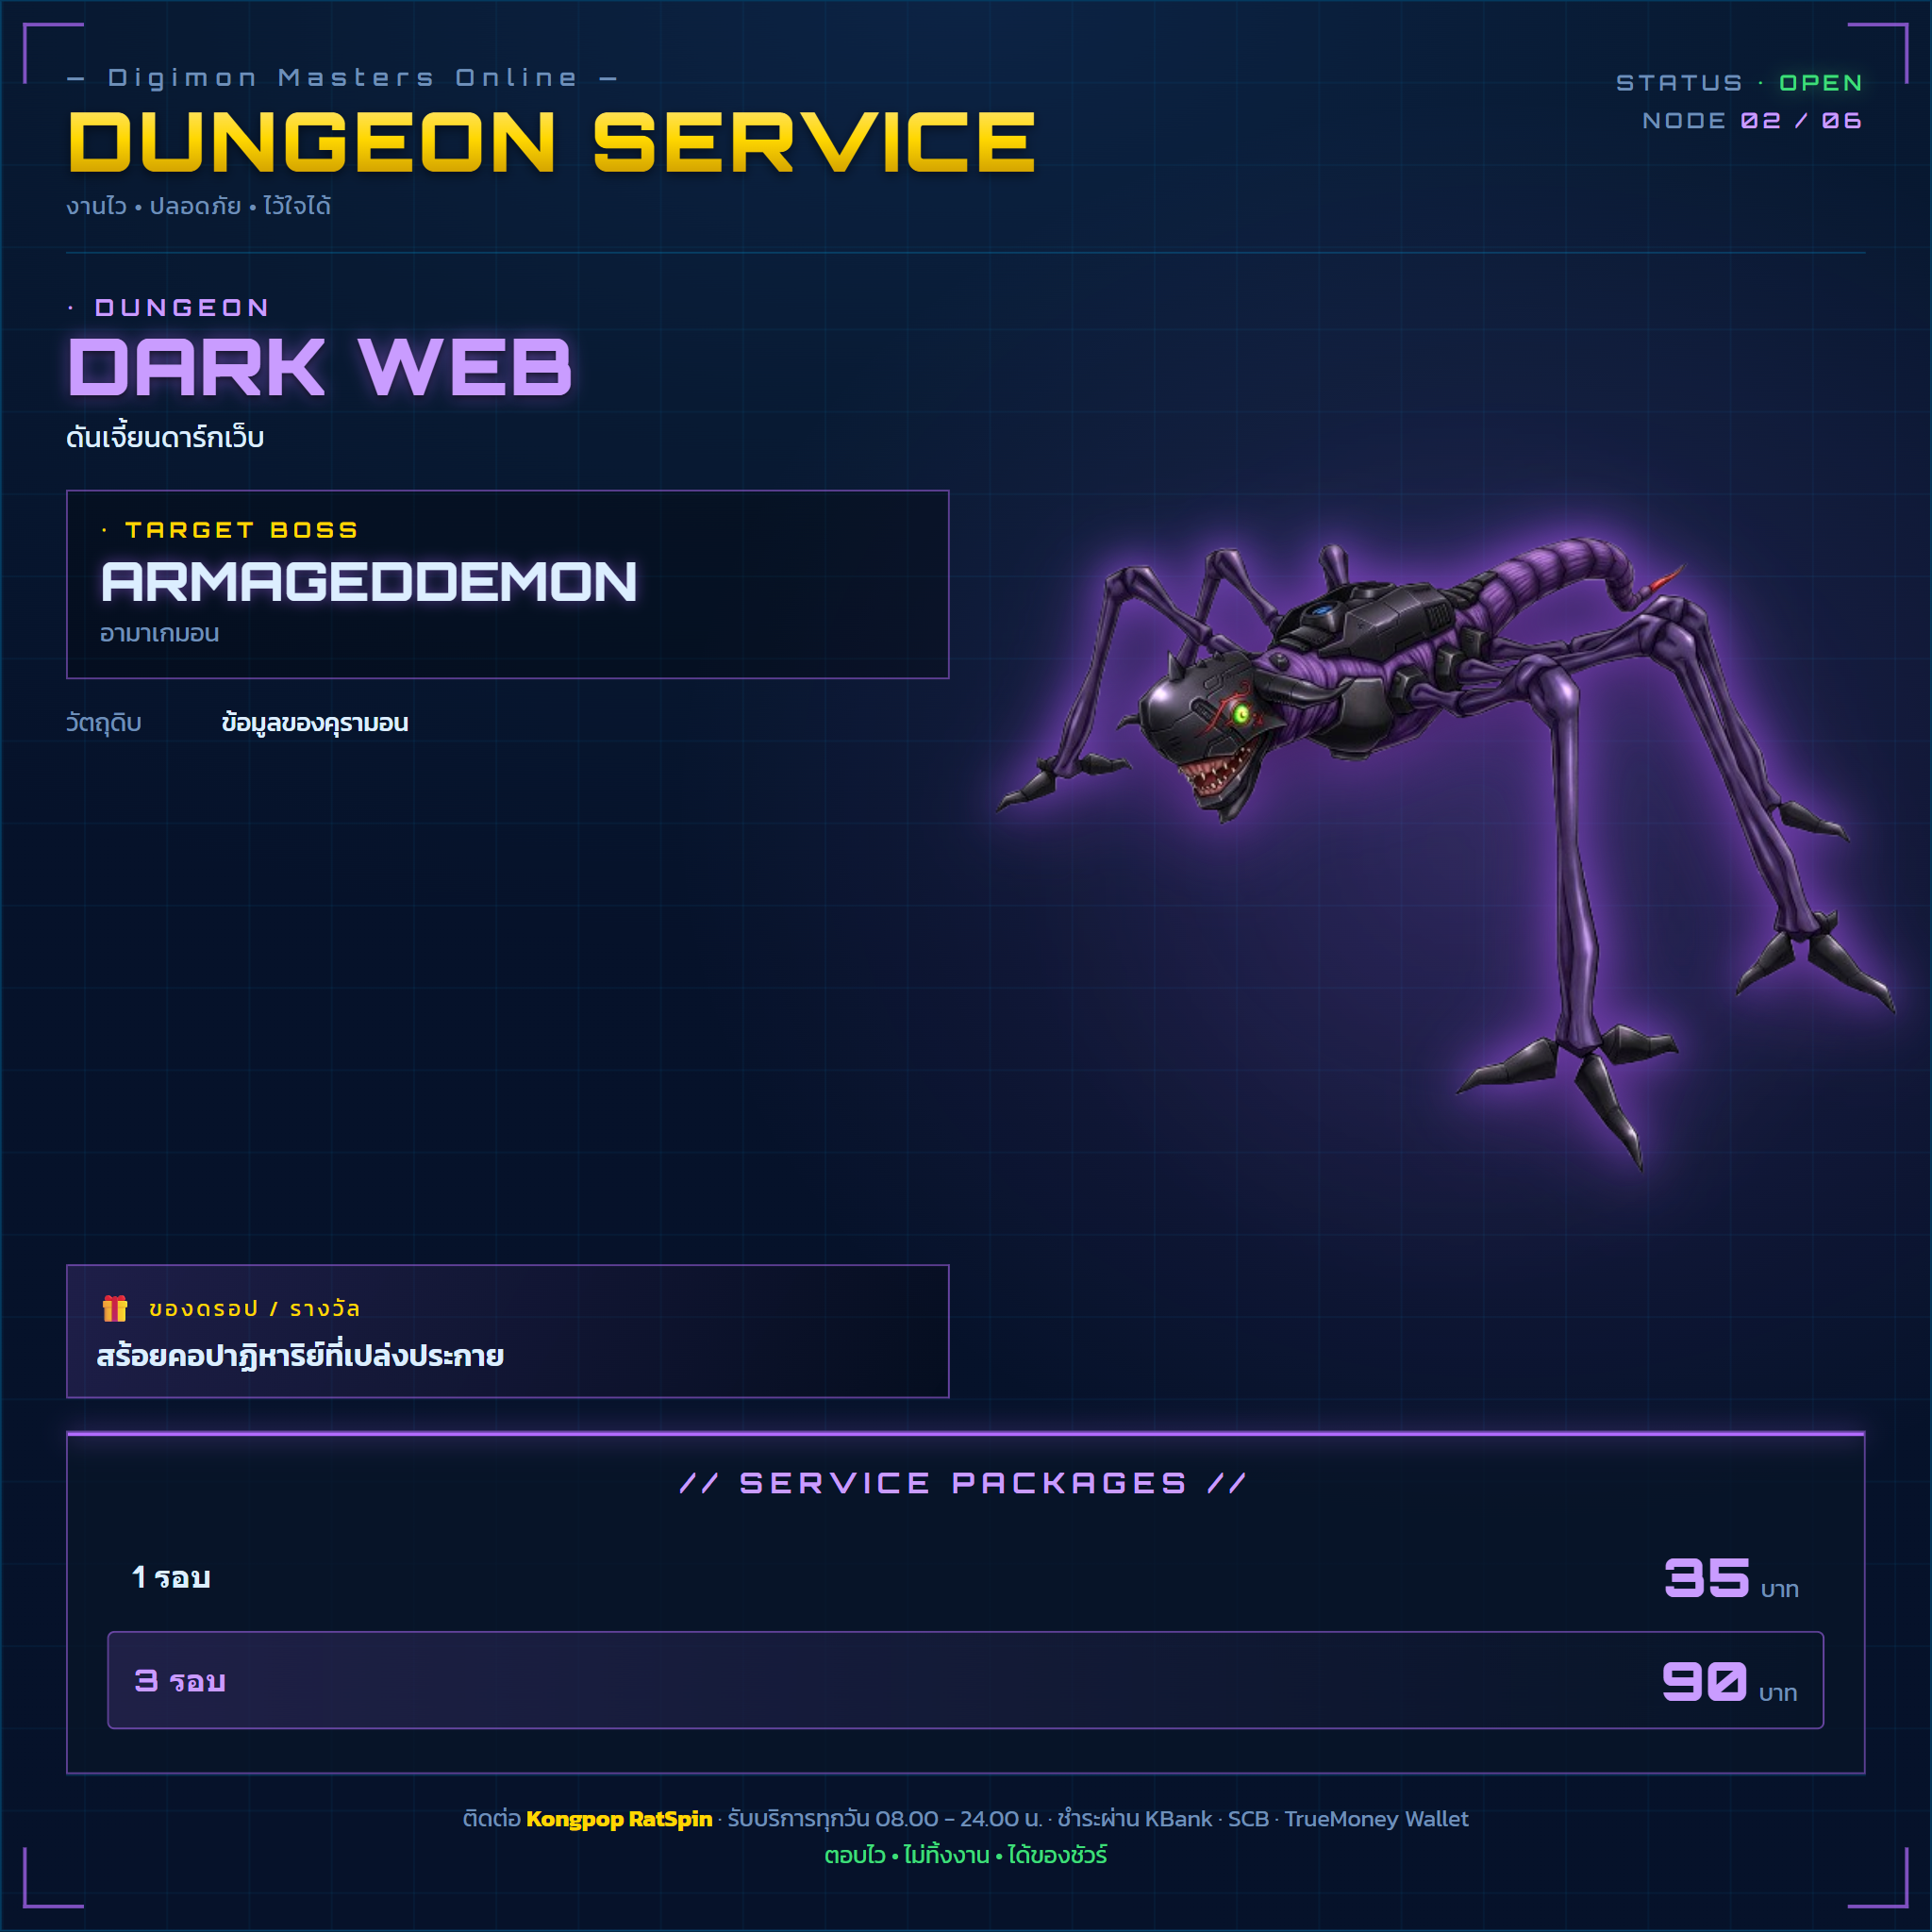 – Digimon Masters Online –
DUNGEON SERVICE
งานไว • ปลอดภัย • ไว้ใจได้
STATUS · OPEN
NODE 02 / 06
· DUNGEON
DARK WEB
ดันเจี้ยนดาร์กเว็บ
· TARGET BOSS
ARMAGEDDEMON
อามาเกมอน
วัตถุดิบ ข้อมูลของคุรามอน
🎁 ของดรอป / รางวัล
สร้อยคอปาฏิหาริย์ที่เปล่งประกาย
// SERVICE PACKAGES //
1 รอบ 35 บาท
3 รอบ 90 บาท
ติดต่อ Kongpop RatSpin · รับบริการทุกวัน 08.00 – 24.00 น. · ชำระผ่าน KBank · SCB · TrueMoney Wallet
ตอบไว • ไม่ทิ้งงาน • ได้ของชัวร์